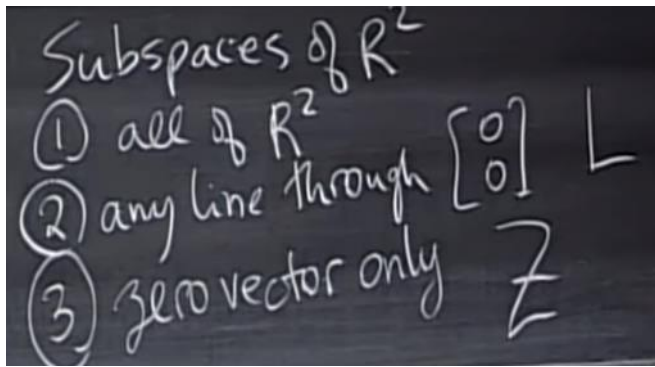 Subspaces of R²
① all of R²
② any line through [0 0] L
③ zero vector only Z